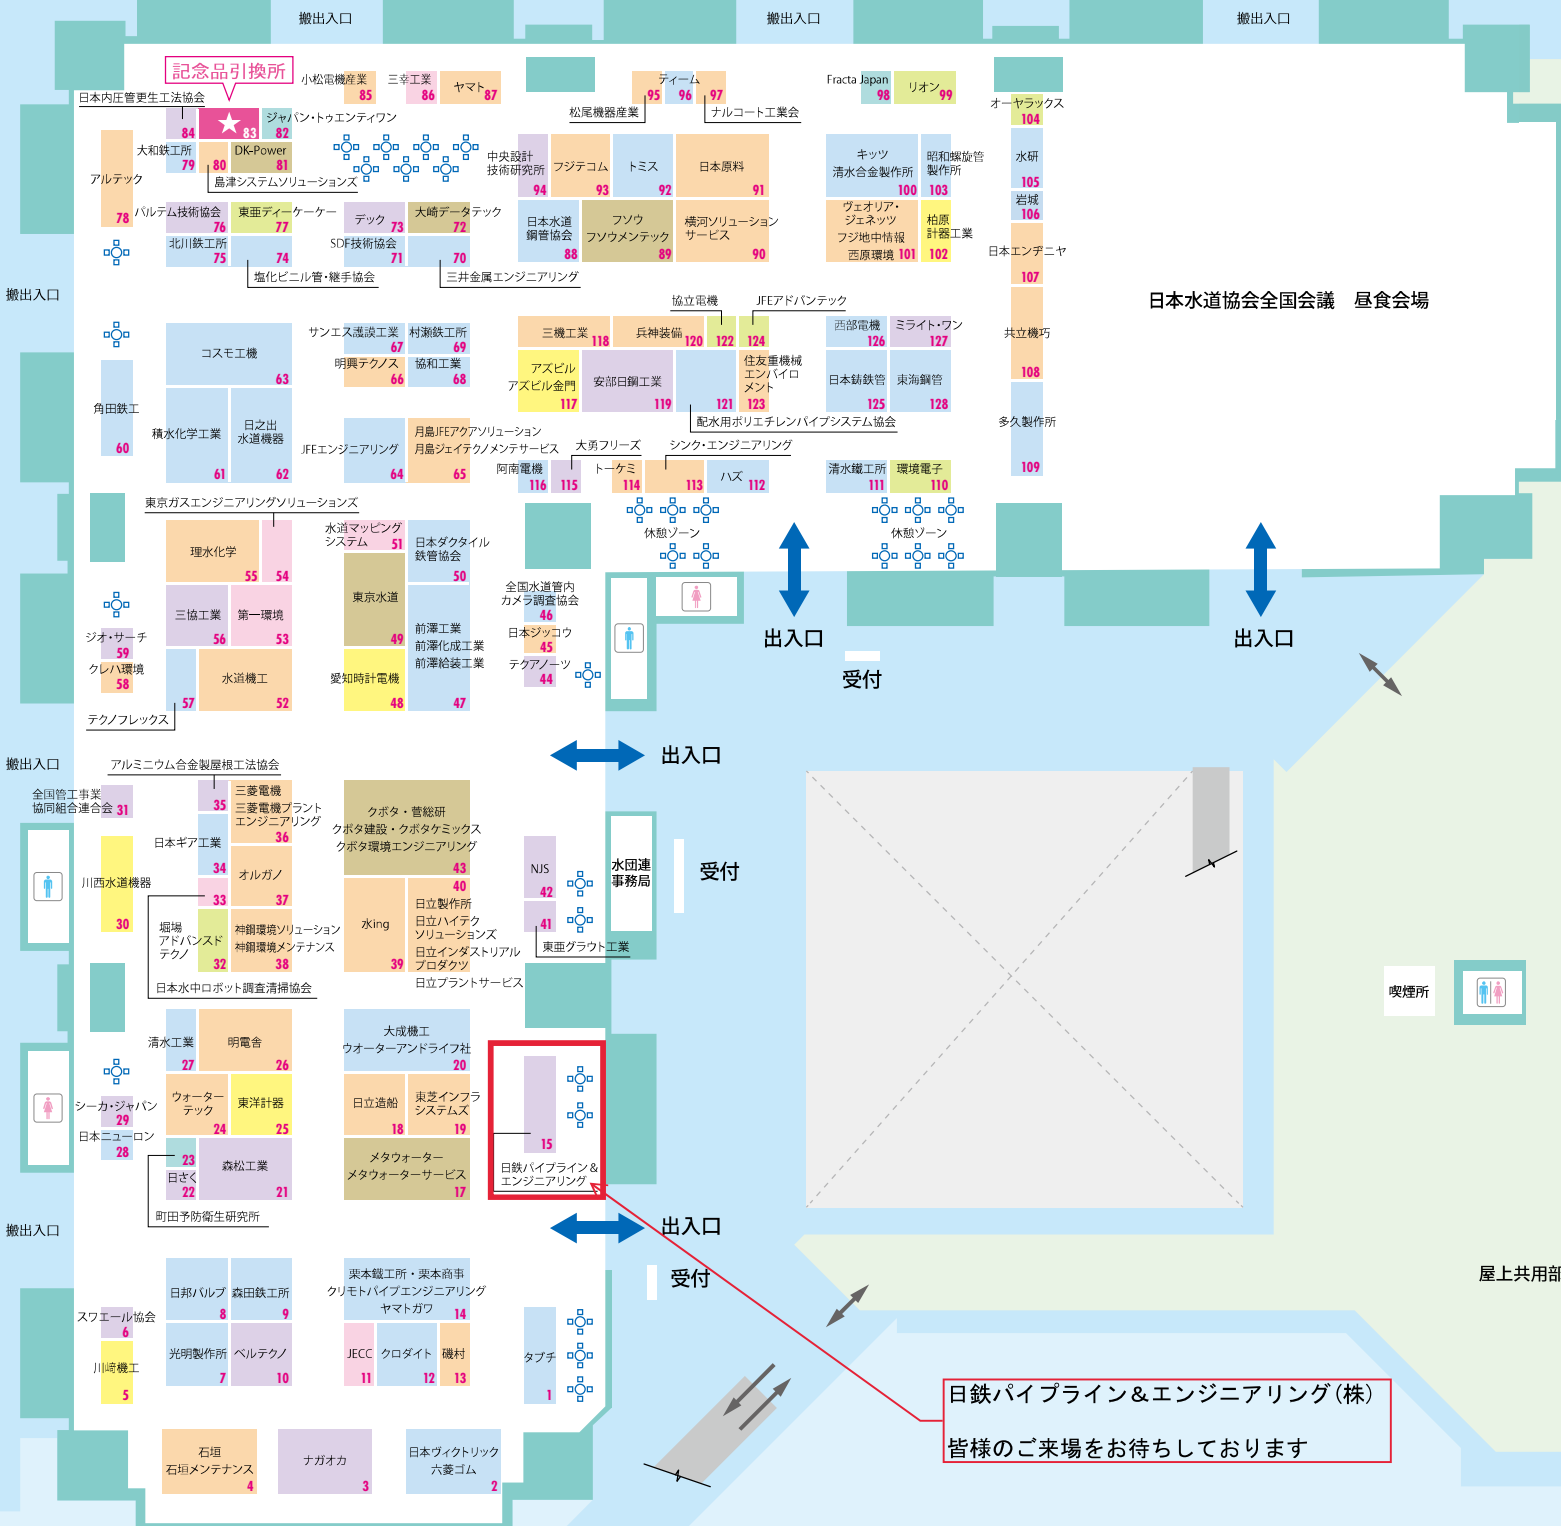 搬出入口
搬出入口
搬出入口
記念品引換所
日本内圧管更生工法協会
84
83
82
ジャパン・トゥエンティワン
小松電機産業
85
三幸工業
86
ヤマト
87
ティーム
95
96
97
松尾機器産業
ナルコート工業会
Fracta Japan
98
リオン
99
オーヤラックス
104
アルテック
78
大和鉄工所
79
80
DK-Power
81
島津システムソリューションズ
中央設計
技術研究所
94
フジテコム
93
トミス
92
日本原料
91
キッツ
清水合金製作所
100
昭和螺旋管
製作所
103
水研
105
岩城
106
パルテム技術協会
76
東亜ディーケーケー
77
デック
73
大崎データテック
72
北川鉄工所
75
74
SDF技術協会
71
70
塩化ビニル管・継手協会
三井金属エンジニアリング
日本水道
鋼管協会
88
フソウ
フソウメンテック
89
横河ソリューション
サービス
90
ヴェオリア・
ジェネッツ
フジ地中情報
西原環境
101
柏原
計器工業
102
日本エンヂニヤ
107
搬出入口
日本水道協会全国会議 昼食会場
協立電機
JFEアドバンテック
コスモ工機
63
サンエス護謨工業
67
村瀬鉄工所
69
明興テクノス
66
協和工業
68
三機工業
118
兵神装備
120
122
124
西部電機
126
ミライト・ワン
127
共立機巧
108
アズビル
アズビル金門
117
安部日鋼工業
119
121
住友重機械
エンバイロ
メント
123
日本鋳鉄管
125
東海鋼管
128
角田鉄工
60
積水化学工業
61
日之出
水道機器
62
JFEエンジニアリング
64
月島JFEアクアソリューション
月島ジェイテクノメンテサービス
65
配水用ポリエチレンパイプシステム協会
多久製作所
109
大勇フリーズ
シンク・エンジニアリング
阿南電機
116
115
トーケミ
114
113
ハズ
112
清水鐵工所
111
環境電子
110
東京ガスエンジニアリングソリューションズ
理水化学
55
54
水道マッピング
システム
51
日本ダクタイル
鉄管協会
50
休憩ゾーン
休憩ゾーン
東京水道
49
三協工業
56
第一環境
53
全国水道管内
カメラ調査協会
46
前澤工業
前澤化成工業
前澤給装工業
47
日本ジッコウ
45
ジオ・サーチ
59
クレハ環境
58
57
水道機工
52
愛知時計電機
48
テクアノーツ
44
テクノフレックス
出入口
出入口
受付
搬出入口
出入口
アルミニウム合金製屋根工法協会
全国管工事業
協同組合連合会
31
35
三菱電機
三菱電機プラント
エンジニアリング
36
クボタ・菅総研
クボタ建設・クボタケミックス
クボタ環境エンジニアリング
43
日本ギア工業
34
川西水道機器
30
オルガノ
37
33
NJS
42
水団連
事務局
受付
水ing
39
40
日立製作所
日立ハイテク
ソリューションズ
日立インダストリアル
プロダクツ
日立プラントサービス
41
東亜グラウト工業
堀場
アドバンスド
テクノ
32
神鋼環境ソリューション
神鋼環境メンテナンス
38
日本水中ロボット調査清掃協会
喫煙所
清水工業
27
明電舎
26
大成機工
ウオーターアンドライフ社
20
シーカ・ジャパン
29
ウォーター
テック
24
東洋計器
25
日立造船
18
東芝インフラ
システムズ
19
15
日鉄パイプライン&
エンジニアリング
日本ニューロン
28
23
日さく
22
森松工業
21
メタウォーター
メタウォーターサービス
17
町田予防衛生研究所
搬出入口
出入口
受付
屋上共用部
日邦バルブ
8
森田鉄工所
9
栗本鐵工所・栗本商事
クリモトパイプエンジニアリング
ヤマトガワ
14
スワエール協会
6
川﨑機工
5
光明製作所
7
ベルテクノ
10
JECC
11
クロダイト
12
磯村
13
タブチ
1
日鉄パイプライン&エンジニアリング(株)
皆様のご来場をお待ちしております
石垣
石垣メンテナンス
4
ナガオカ
3
日本ヴィクトリック
六菱ゴム
2